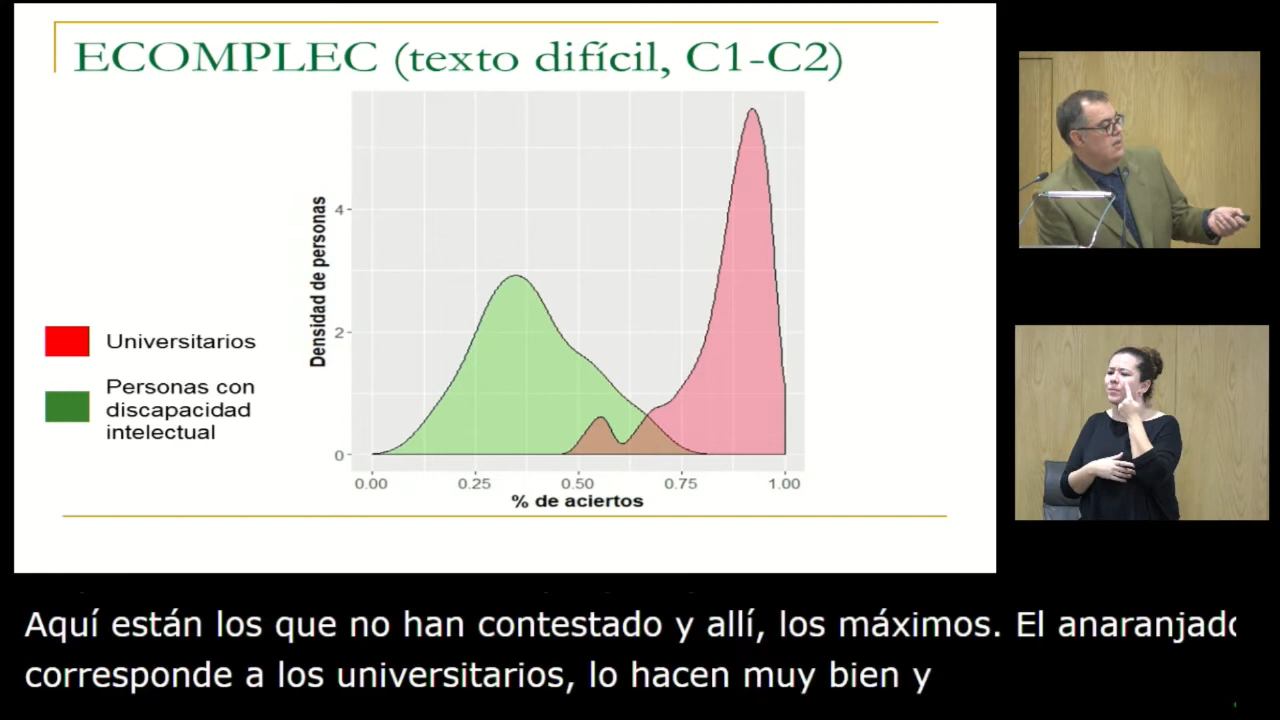 ECOMPLEC (texto difícil, C1-C2)
Densidad de personas
4
2
0
0.00 0.25 0.50 0.75 1.00
% de aciertos
Universitarios
Personas con
discapacidad
intelectual
Aquí están los que no han contestado y allí, los máximos. El anaranjado
corresponde a los universitarios, lo hacen muy bien y